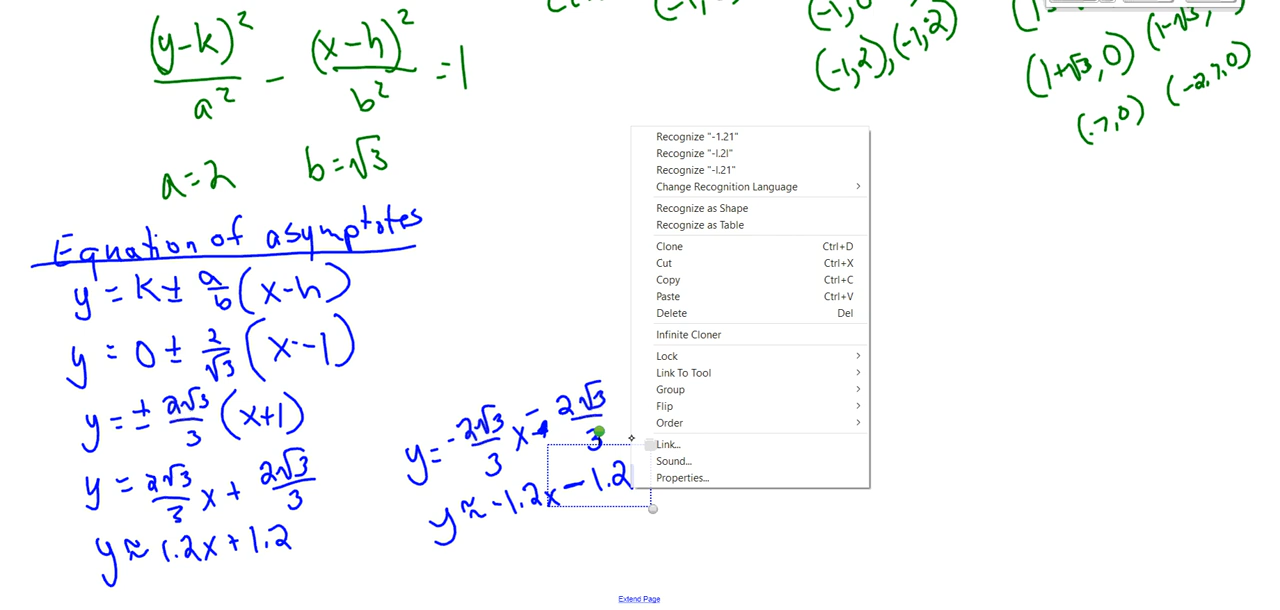 (y-k)²/a² - (x-h)²/b² = 1
(-1,2), (-1,-2)
(1+√3, 0)
(.7, 0) (-2.7, 0)
a=2 b=√3
Equation of asymptotes
y = k ± a/b (x-h)
y = 0 ± 2/√3 (x--1)
y = ± 2√3/3 (x+1)
y = 2√3/3 x + 2√3/3
y ≈ 1.2x + 1.2
y = -2√3/3 x - 2√3/3
y ≈ -1.2x - 1.2
Recognize "-1.21"
Recognize "-l.2l"
Recognize "-I.21"
Change Recognition Language
Recognize as Shape
Recognize as Table
Clone Ctrl+D
Cut Ctrl+X
Copy Ctrl+C
Paste Ctrl+V
Delete Del
Infinite Cloner
Lock
Link To Tool
Group
Flip
Order
Link...
Sound...
Properties...
Extend Page